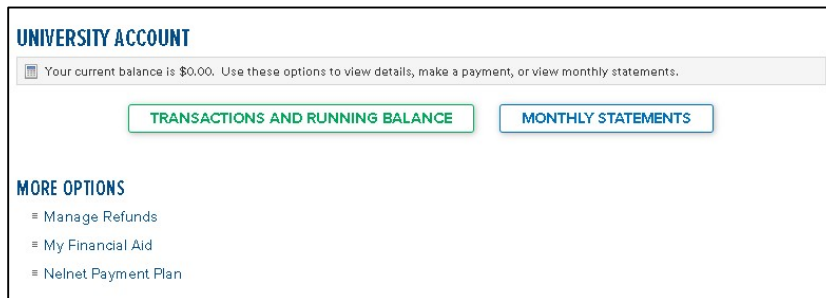 UNIVERSITY ACCOUNT
Your current balance is $0.00. Use these options to view details, make a payment, or view monthly statements.
TRANSACTIONS AND RUNNING BALANCE
MONTHLY STATEMENTS
MORE OPTIONS
Manage Refunds
My Financial Aid
Nelnet Payment Plan